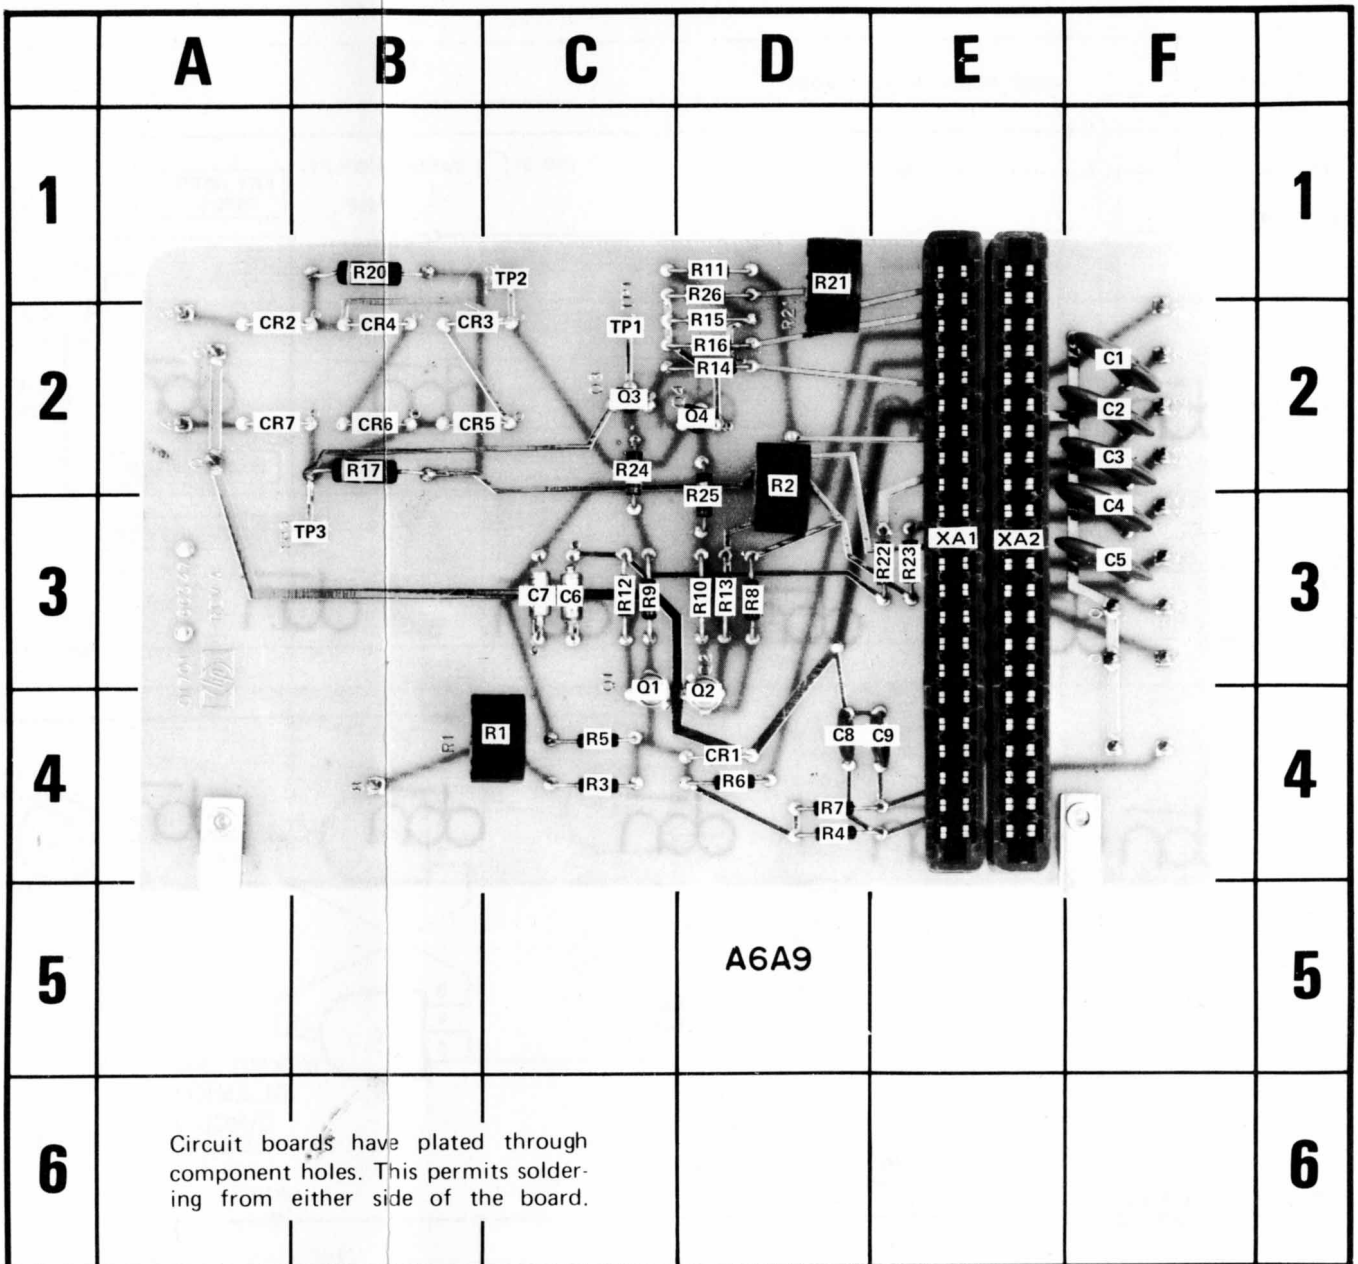 A B C D E F
1 1
R20 TP2 R11 R21
R26
CR2 CR4 CR3 TP1 R15
R16 C1
R14
2 Q3 C2 2
CR7 CR6 CR5 Q4
R17 R24 C3
R2
R25 C4
TP3 XA1 XA2
R22 R23 C5
3 C7 C6 R12 R9 R10 R13 R8 3
Q1 Q1 Q2
R1 R1 R5 C8 C9
CR1
4 R3 R6 4
R7
R4
A6A9
5 5
Circuit boards have plated through
6 component holes. This permits solder- 6
ing from either side of the board.